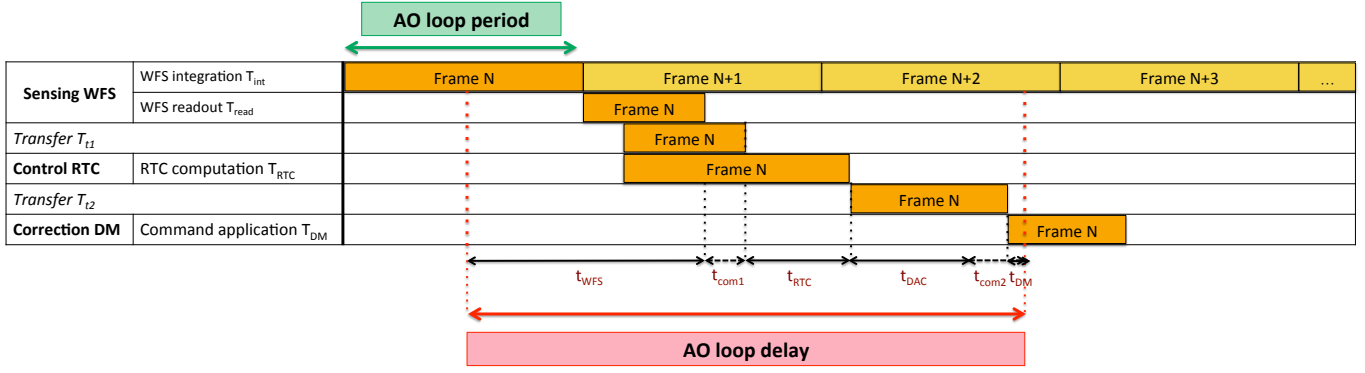 AO loop period
Sensing WFS
WFS integration T_int
Frame N
Frame N+1
Frame N+2
Frame N+3
...
WFS readout T_read
Frame N
Transfer T_t1
Frame N
Control RTC
RTC computation T_RTC
Frame N
Transfer T_t2
Frame N
Correction DM
Command application T_DM
Frame N
t_WFS
t_com1
t_RTC
t_DAC
t_com2
t_DM
AO loop delay